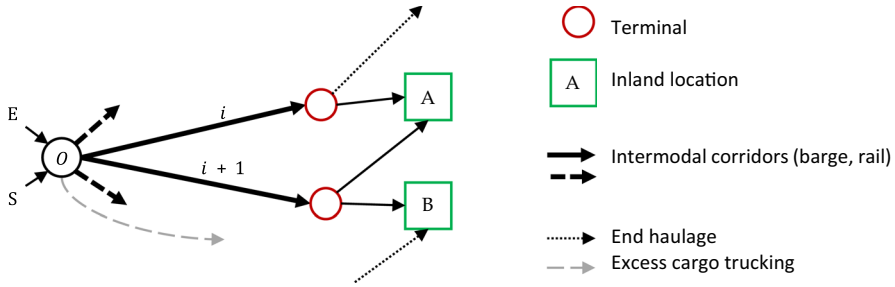 Terminal
A
Inland location
A
i
E
O
S
i + 1
Intermodal corridors (barge, rail)
B
End haulage
Excess cargo trucking